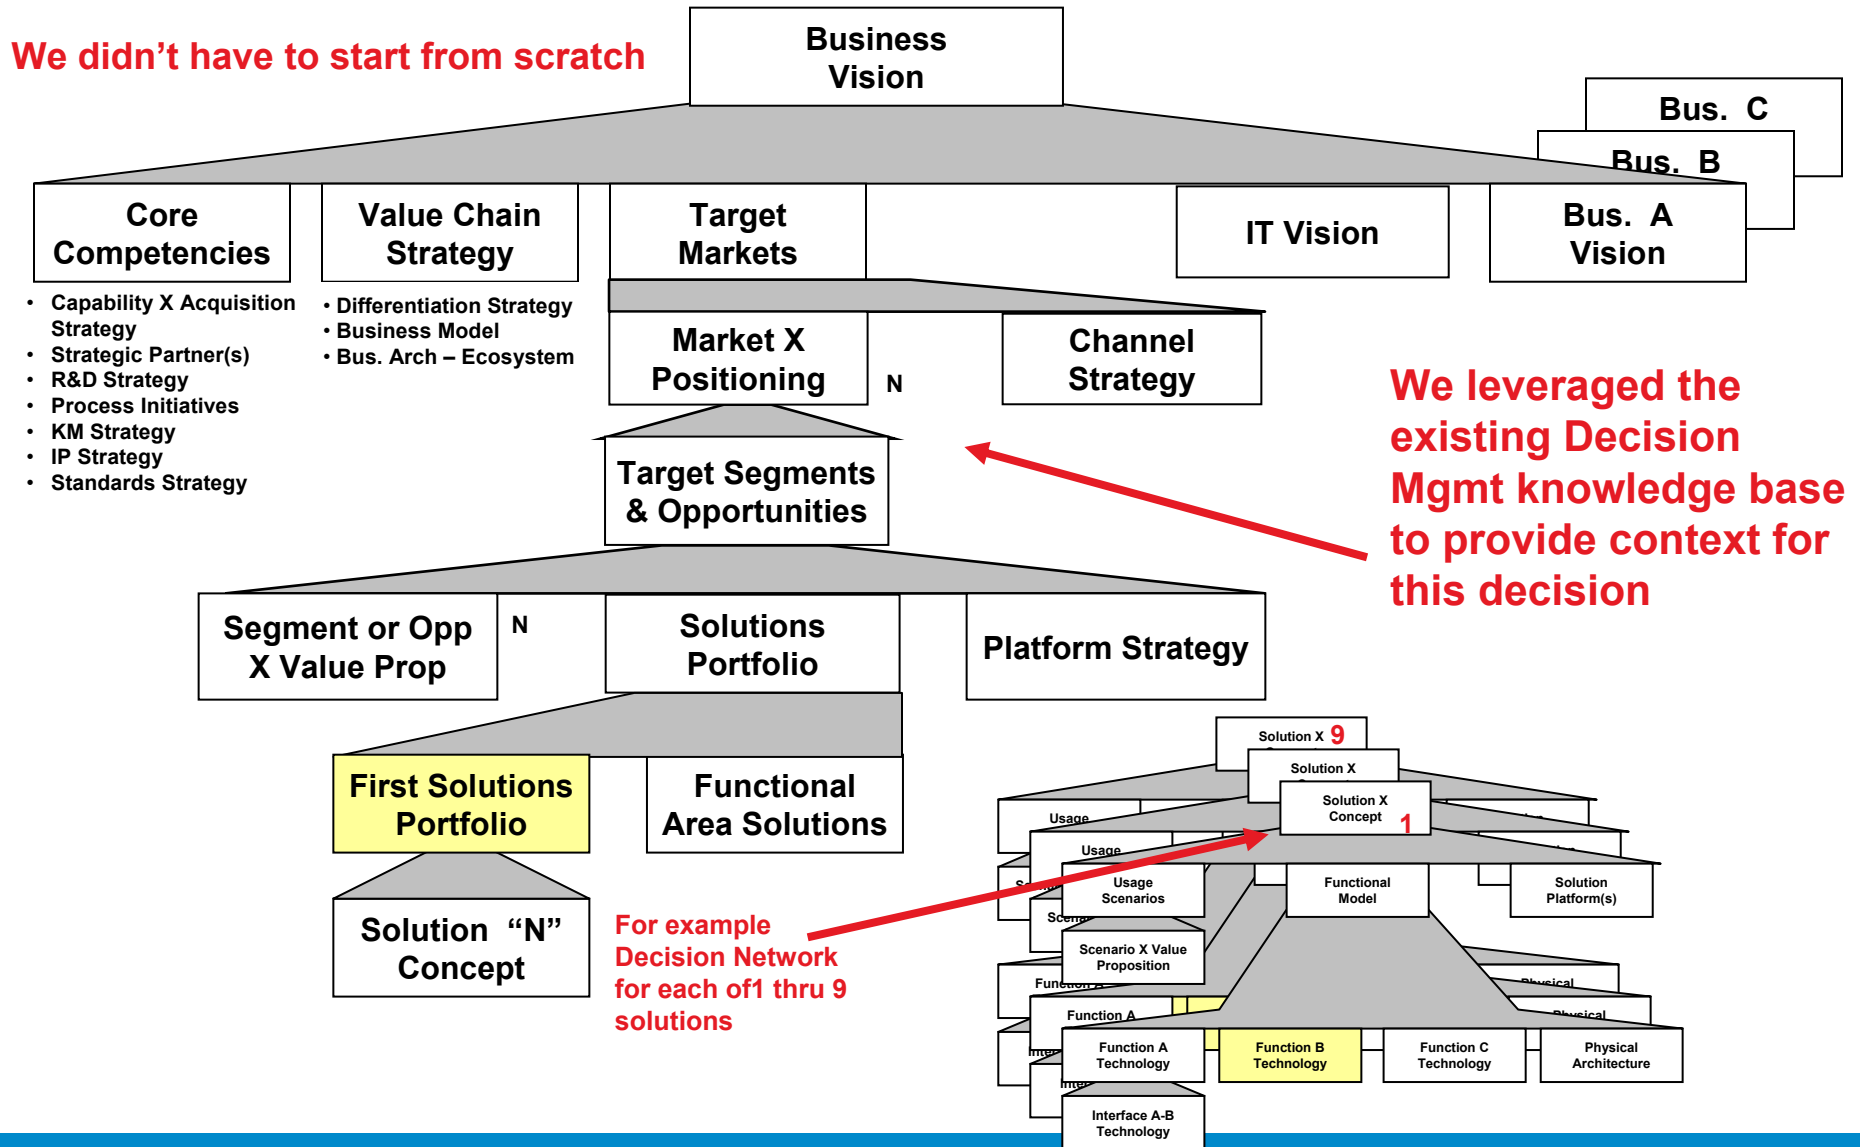 We didn't have to start from scratch
Business
Vision
Bus.  C
Bus.  B
Core
Competencies
Value Chain
Strategy
Target
Markets
IT Vision
Bus.  A
Vision
• Capability X Acquisition
Strategy
• Strategic Partner(s)
• R&D Strategy
• Process Initiatives
• KM Strategy
• IP Strategy
• Standards Strategy
• Differentiation Strategy
• Business Model
• Bus. Arch – Ecosystem
Market X
Positioning
N
Channel
Strategy
We leveraged the
existing Decision
Mgmt knowledge base
to provide context for
this decision
Target Segments
& Opportunities
Segment or Opp
X Value Prop
N
Solutions
Portfolio
Platform Strategy
First Solutions
Portfolio
Functional
Area Solutions
Solution "N"
Concept
For example
Decision Network
for each of1 thru 9
solutions
Solution X 9
Solution X
Solution X
Concept 1
Usage
Usage
Usage
Scenarios
Functional
Model
Solution
Platform(s)
Scenario X Value
Proposition
Function A
Physical
Function A
Physical
Function A
Technology
Function B
Technology
Function C
Technology
Physical
Architecture
Interface A-B
Technology